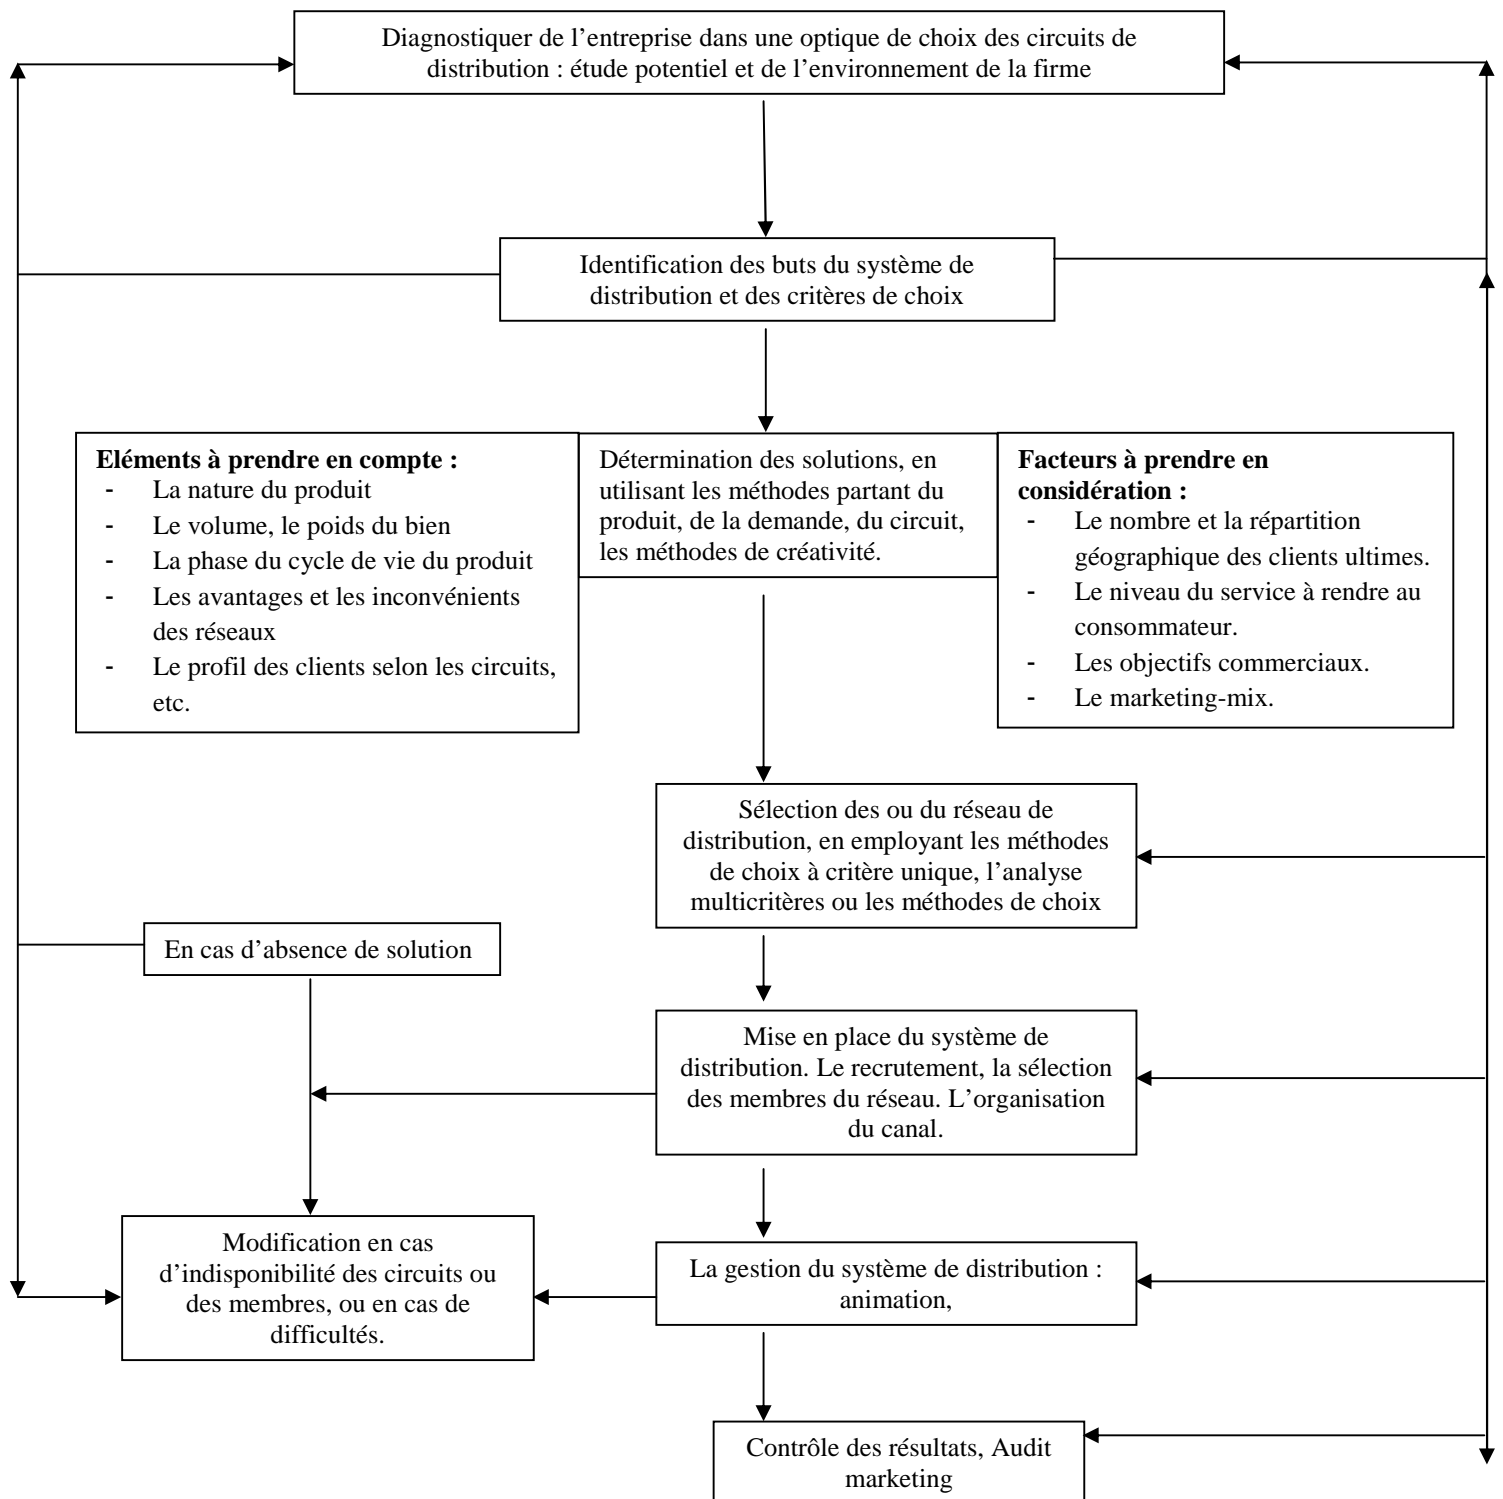 Diagnostiquer de l’entreprise dans une optique de choix des circuits de
distribution : étude potentiel et de l’environnement de la firme
Identification des buts du système de
distribution et des critères de choix
Eléments à prendre en compte :
- La nature du produit
- Le volume, le poids du bien
- La phase du cycle de vie du produit
- Les avantages et les inconvénients
des réseaux
- Le profil des clients selon les circuits,
etc.
Détermination des solutions, en
utilisant les méthodes partant du
produit, de la demande, du circuit,
les méthodes de créativité.
Facteurs à prendre en
considération :
- Le nombre et la répartition
géographique des clients ultimes.
- Le niveau du service à rendre au
consommateur.
- Les objectifs commerciaux.
- Le marketing-mix.
Sélection des ou du réseau de
distribution, en employant les méthodes
de choix à critère unique, l’analyse
multicritères ou les méthodes de choix
En cas d’absence de solution
Mise en place du système de
distribution. Le recrutement, la sélection
des membres du réseau. L’organisation
du canal.
Modification en cas
d’indisponibilité des circuits ou
des membres, ou en cas de
difficultés.
La gestion du système de distribution :
animation,
Contrôle des résultats, Audit
marketing